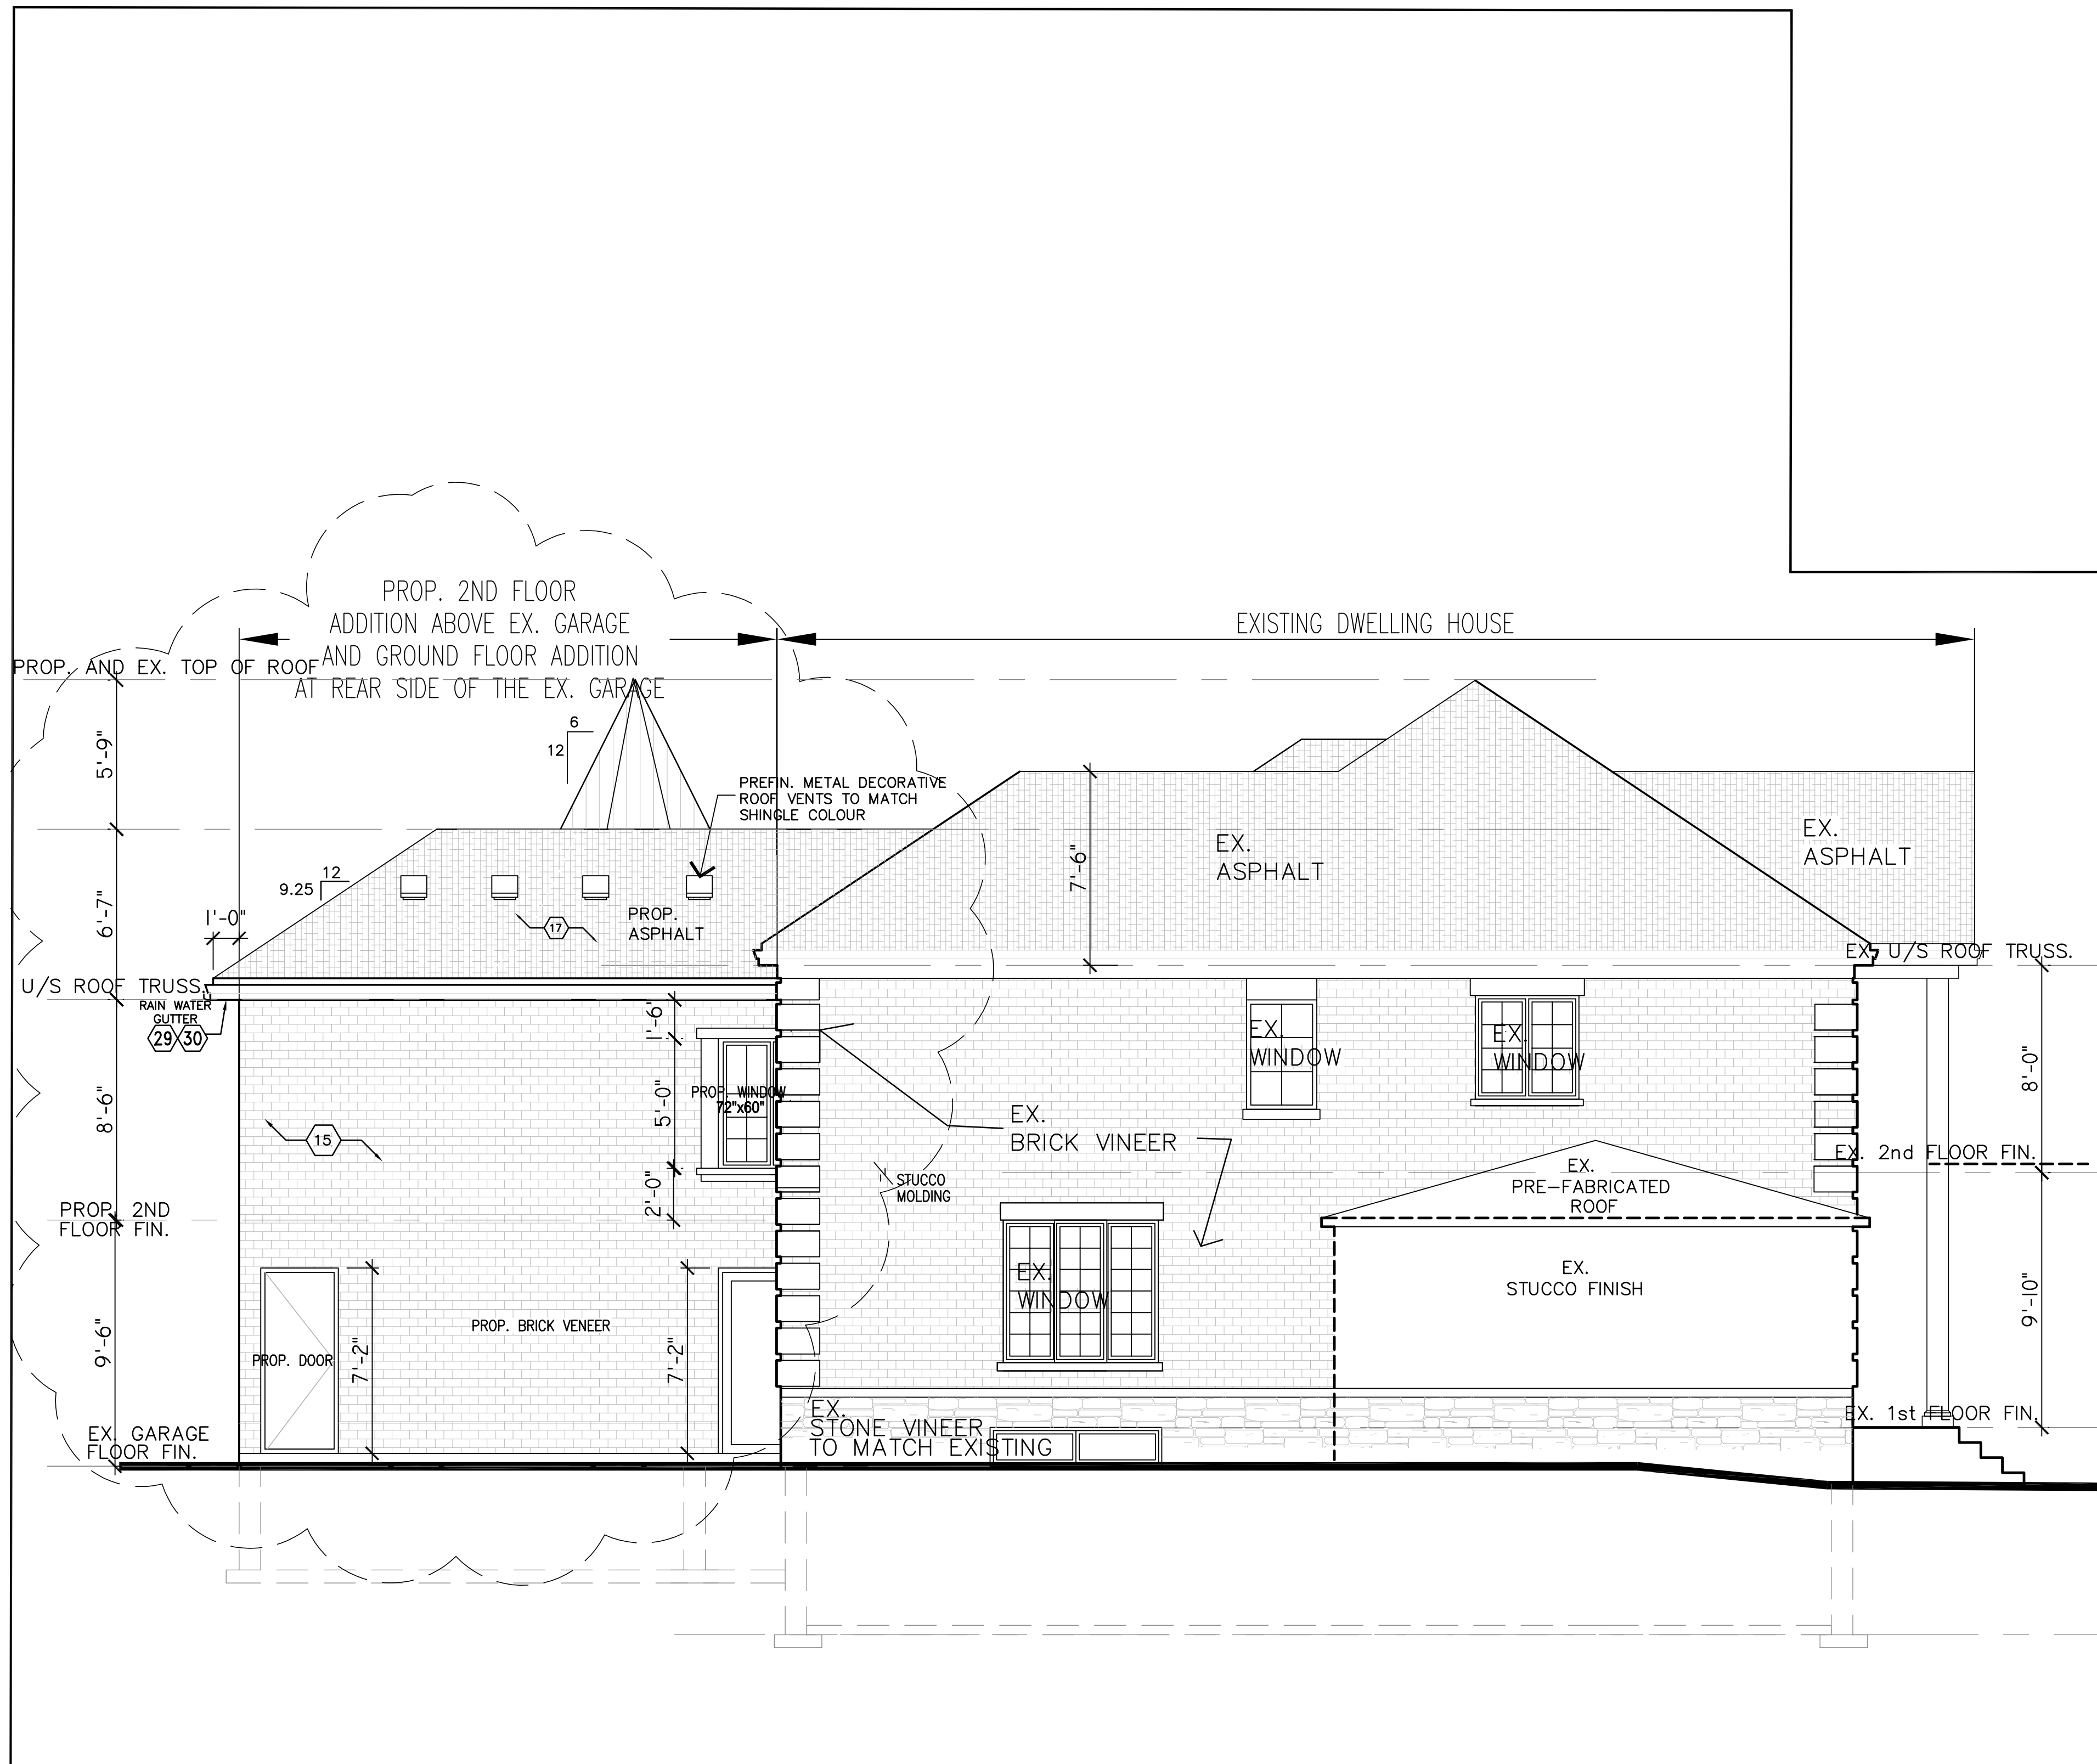 PROP. 2ND FLOOR
ADDITION ABOVE EX. GARAGE
AND GROUND FLOOR ADDITION
AT REAR SIDE OF THE EX. GARAGE
EXISTING DWELLING HOUSE
PROP. AND EX. TOP OF ROOF
5'-9"
6
12
PREFIN. METAL DECORATIVE
ROOF VENTS TO MATCH
SHINGLE COLOUR
EX.
ASPHALT
EX.
ASPHALT
7'-6"
12
9.25
6'-7"
1'-0"
17
PROP.
ASPHALT
U/S ROOF TRUSS.
RAIN WATER
GUTTER
29 30
EX. U/S ROOF TRUSS.
1'-6"
EX.
WINDOW
EX.
WINDOW
8'-0"
8'-6"
5'-0"
PROP. WINDOW
72"x60"
15
EX.
BRICK VINEER
EX. 2nd FLOOR FIN.
STUCCO
MOLDING
2'-0"
EX.
PRE-FABRICATED
ROOF
PROP. 2ND
FLOOR FIN.
EX.
WINDOW
EX.
STUCCO FINISH
9'-10"
9'-6"
PROP. DOOR
7'-2"
PROP. BRICK VENEER
7'-2"
EX. GARAGE
FLOOR FIN.
EX.
STONE VINEER
TO MATCH EXISTING
EX. 1st FLOOR FIN.